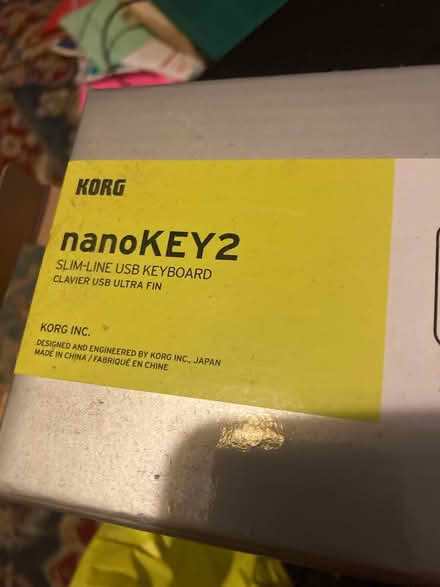 KORG
nanoKEY2
SLIM-LINE USB KEYBOARD
CLAVIER USB ULTRA FIN
KORG INC.
DESIGNED AND ENGINEERED BY KORG INC., JAPAN
MADE IN CHINA / FABRIQUÉ EN CHINE